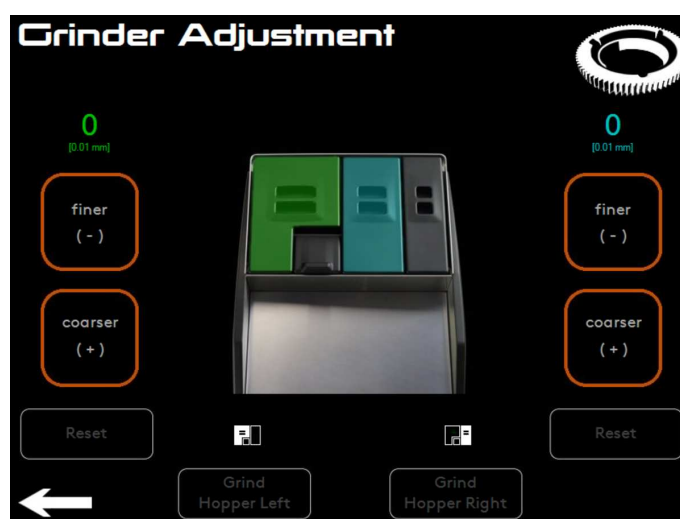 Grinder Adjustment
0
[0.01 mm]
0
[0.01 mm]
finer
(-)
finer
(-)
coarser
(+)
coarser
(+)
Reset
Reset
Grind
Hopper Left
Grind
Hopper Right